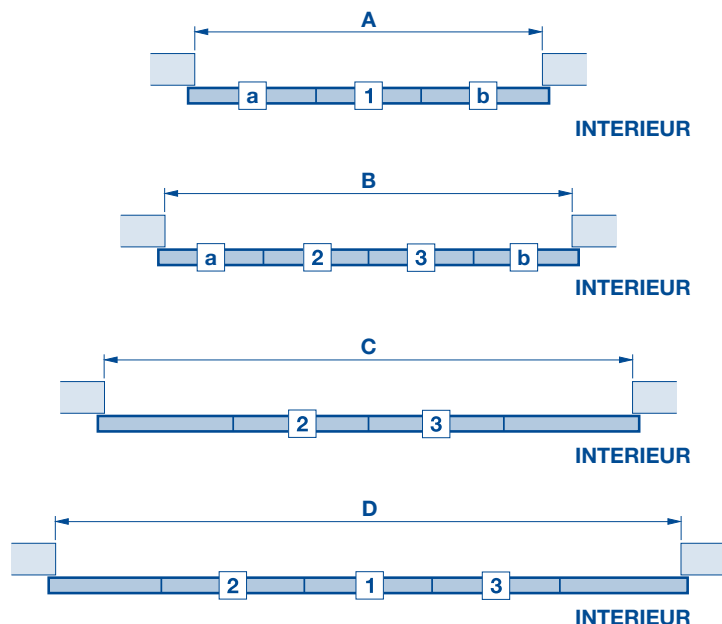 A
a 1 b
INTERIEUR
B
a 2 3 b
INTERIEUR
C
2 3
INTERIEUR
D
2 1 3
INTERIEUR